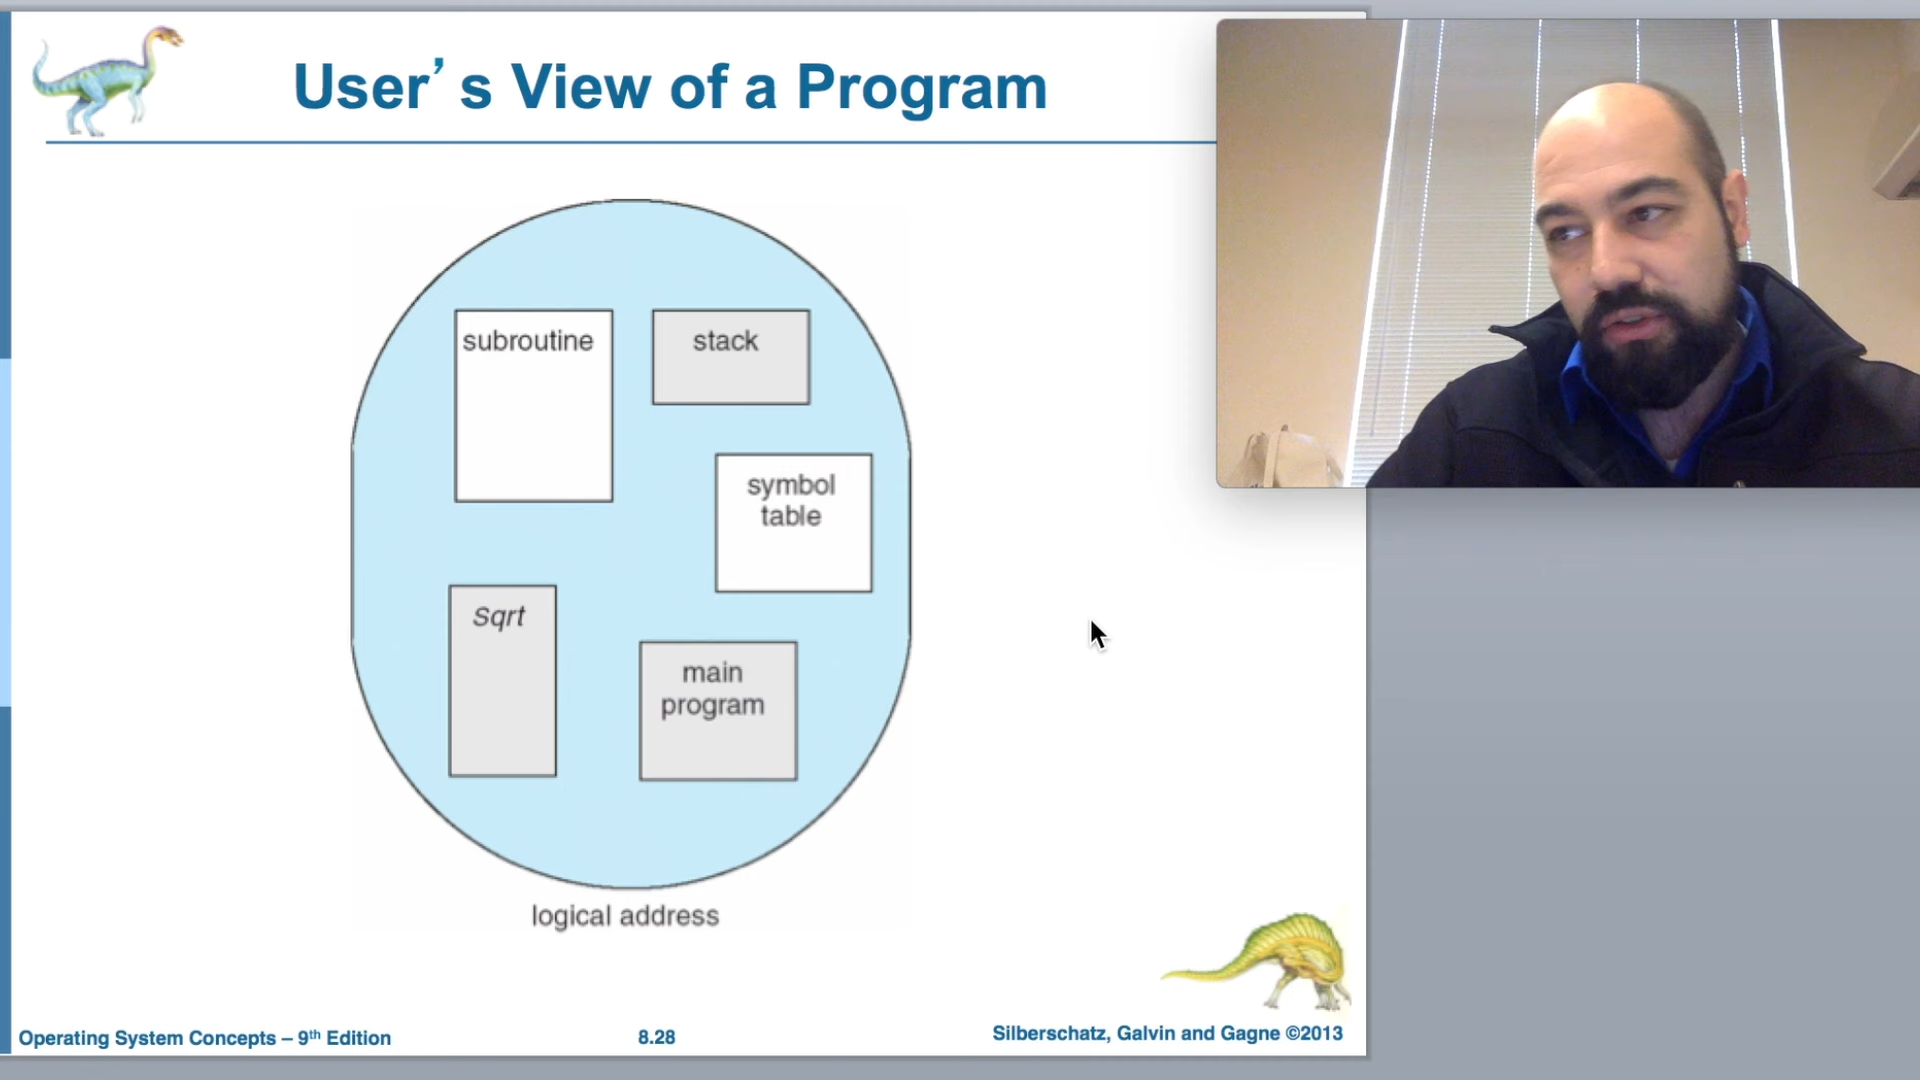 User’s View of a Program
subroutine
stack
symbol
table
Sqrt
main
program
logical address
Operating System Concepts – 9th Edition
8.28
Silberschatz, Galvin and Gagne ©2013